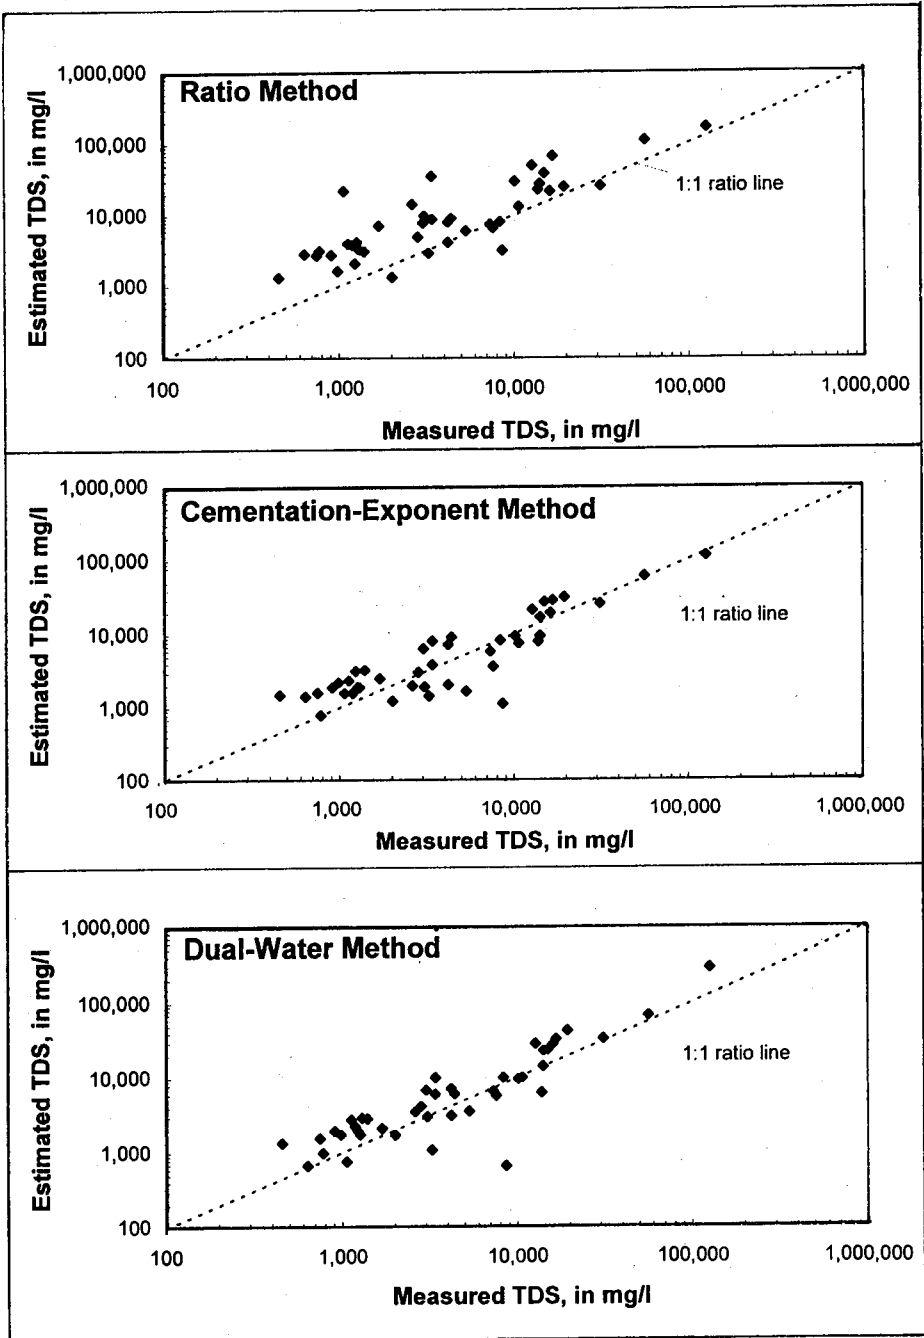 Ratio Method
Estimated TDS, in mg/l
1,000,000
100,000
10,000
1,000
100
1:1 ratio line
100 1,000 10,000 100,000 1,000,000
Measured TDS, in mg/l
Cementation-Exponent Method
Estimated TDS, in mg/l
1,000,000
100,000
10,000
1,000
100
1:1 ratio line
100 1,000 10,000 100,000 1,000,000
Measured TDS, in mg/l
Dual-Water Method
Estimated TDS, in mg/l
1,000,000
100,000
10,000
1,000
100
1:1 ratio line
100 1,000 10,000 100,000 1,000,000
Measured TDS, in mg/l